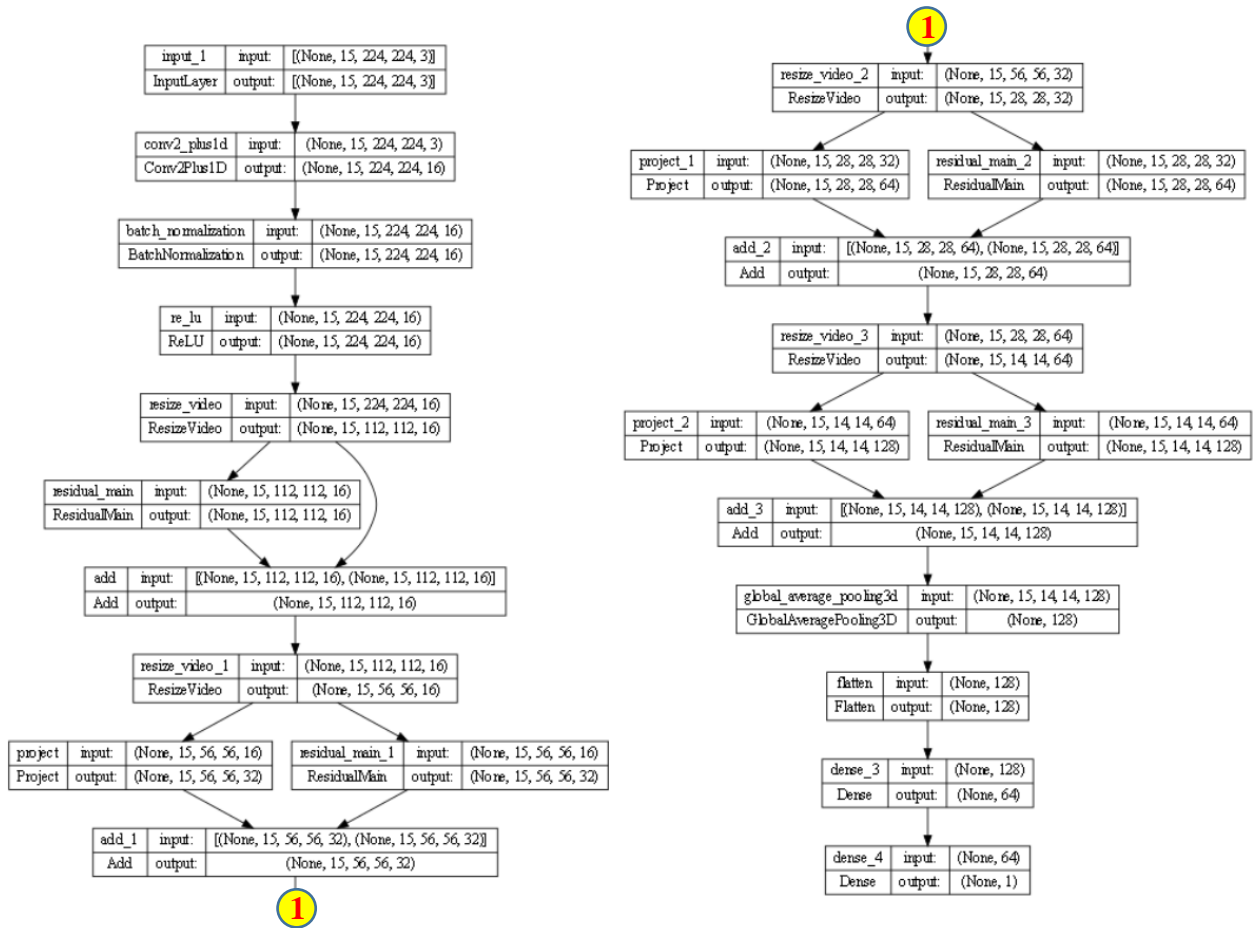 input_1 input: [(None, 15, 224, 224, 3)]
InputLayer output: [(None, 15, 224, 224, 3)]
conv2_plus1d input: (None, 15, 224, 224, 3)
Conv2Plus1D output: (None, 15, 224, 224, 16)
batch_normalization input: (None, 15, 224, 224, 16)
BatchNormalization output: (None, 15, 224, 224, 16)
re_lu input: (None, 15, 224, 224, 16)
ReLU output: (None, 15, 224, 224, 16)
resize_video input: (None, 15, 224, 224, 16)
ResizeVideo output: (None, 15, 112, 112, 16)
residual_main input: (None, 15, 112, 112, 16)
ResidualMain output: (None, 15, 112, 112, 16)
add input: [(None, 15, 112, 112, 16), (None, 15, 112, 112, 16)]
Add output: (None, 15, 112, 112, 16)
resize_video_1 input: (None, 15, 112, 112, 16)
ResizeVideo output: (None, 15, 56, 56, 16)
project input: (None, 15, 56, 56, 16)
Project output: (None, 15, 56, 56, 32)
residual_main_1 input: (None, 15, 56, 56, 16)
ResidualMain output: (None, 15, 56, 56, 32)
add_1 input: [(None, 15, 56, 56, 32), (None, 15, 56, 56, 32)]
Add output: (None, 15, 56, 56, 32)
1
1
resize_video_2 input: (None, 15, 56, 56, 32)
ResizeVideo output: (None, 15, 28, 28, 32)
project_1 input: (None, 15, 28, 28, 32)
Project output: (None, 15, 28, 28, 64)
residual_main_2 input: (None, 15, 28, 28, 32)
ResidualMain output: (None, 15, 28, 28, 64)
add_2 input: [(None, 15, 28, 28, 64), (None, 15, 28, 28, 64)]
Add output: (None, 15, 28, 28, 64)
resize_video_3 input: (None, 15, 28, 28, 64)
ResizeVideo output: (None, 15, 14, 14, 64)
project_2 input: (None, 15, 14, 14, 64)
Project output: (None, 15, 14, 14, 128)
residual_main_3 input: (None, 15, 14, 14, 64)
ResidualMain output: (None, 15, 14, 14, 128)
add_3 input: [(None, 15, 14, 14, 128), (None, 15, 14, 14, 128)]
Add output: (None, 15, 14, 14, 128)
global_average_pooling3d input: (None, 15, 14, 14, 128)
GlobalAveragePooling3D output: (None, 128)
flatten input: (None, 128)
Flatten output: (None, 128)
dense_3 input: (None, 128)
Dense output: (None, 64)
dense_4 input: (None, 64)
Dense output: (None, 1)